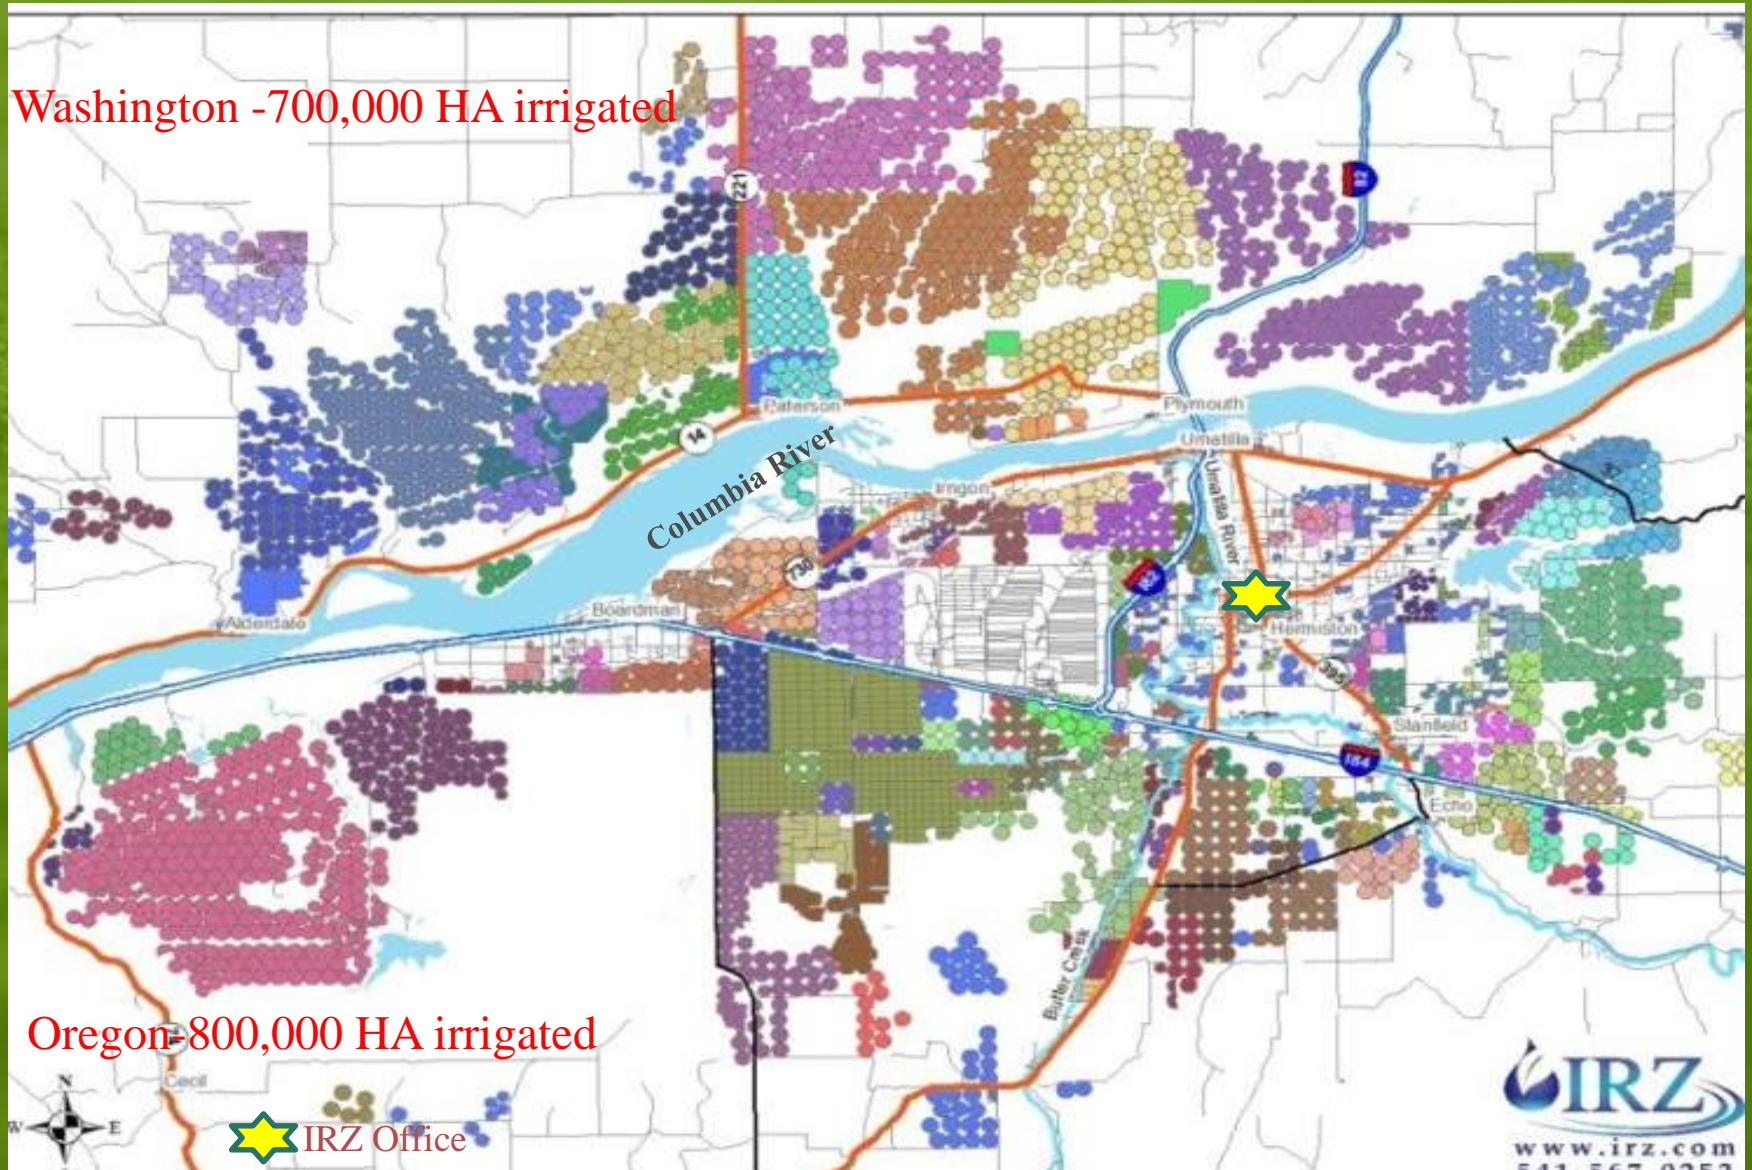 Washington -700,000 HA irrigated
221
82
Paterson
Plymouth
14
Umatilla
Columbia River
Irrigon
Umatilla River
730
82
Boardman
Alderdale
Hermiston
395
Stanfield
I84
Echo
Butter Creek
Oregon-800,000 HA irrigated
Cecil
N
W E
IRZ Office
IRZ
www.irz.com